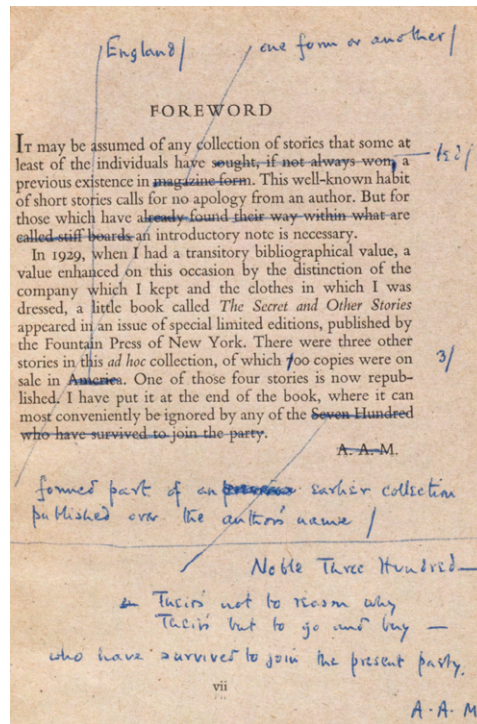 England/ one form or another/
FOREWORD
IT may be assumed of any collection of stories that some at
least of the individuals have sought, if not always won, a
led/
previous existence in magazine form. This well-known habit
of short stories calls for no apology from an author. But for
those which have already found their way within what are
called stiff boards an introductory note is necessary.
In 1929, when I had a transitory bibliographical value, a
value enhanced on this occasion by the distinction of the
company which I kept and the clothes in which I was
dressed, a little book called The Secret and Other Stories
appeared in an issue of special limited editions, published by
the Fountain Press of New York. There were three other
stories in this ad hoc collection, of which 700 copies were on
3/
sale in America. One of those four stories is now repub-
lished. I have put it at the end of the book, where it can
most conveniently be ignored by any of the Seven Hundred
who have survived to join the party.
A. A. M.
formed part of an earlier collection
published over the author's name/
Noble Three Hundred—
Theirs not to reason why
Theirs but to go and buy —
who have survived to join the present party.
vii
A. A. M